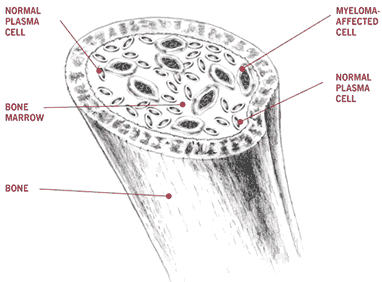 NORMAL
PLASMA
CELL
MYELOMA-
AFFECTED
CELL
NORMAL
PLASMA
CELL
BONE
MARROW
BONE